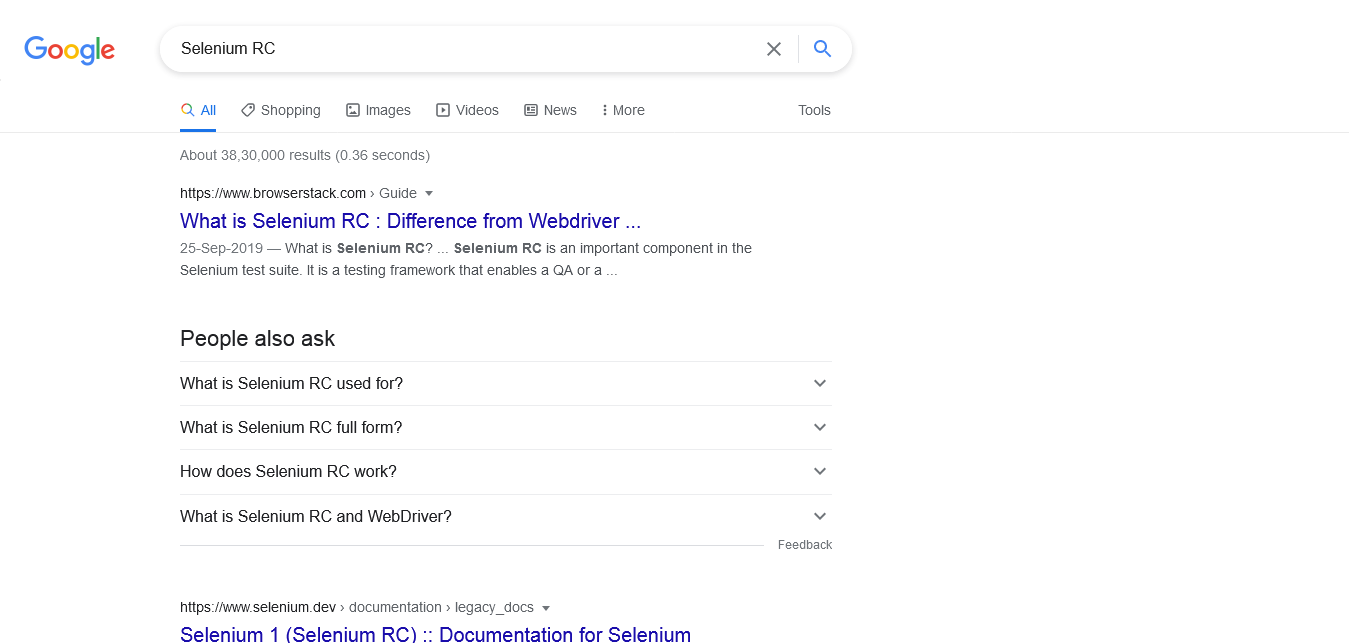 Google
Selenium RC
All Shopping Images Videos News More Tools
About 38,30,000 results (0.36 seconds)
https://www.browserstack.com › Guide
What is Selenium RC : Difference from Webdriver ...
25-Sep-2019 — What is Selenium RC? ... Selenium RC is an important component in the
Selenium test suite. It is a testing framework that enables a QA or a ...
People also ask
What is Selenium RC used for?
What is Selenium RC full form?
How does Selenium RC work?
What is Selenium RC and WebDriver?
Feedback
https://www.selenium.dev › documentation › legacy_docs
Selenium 1 (Selenium RC) :: Documentation for Selenium